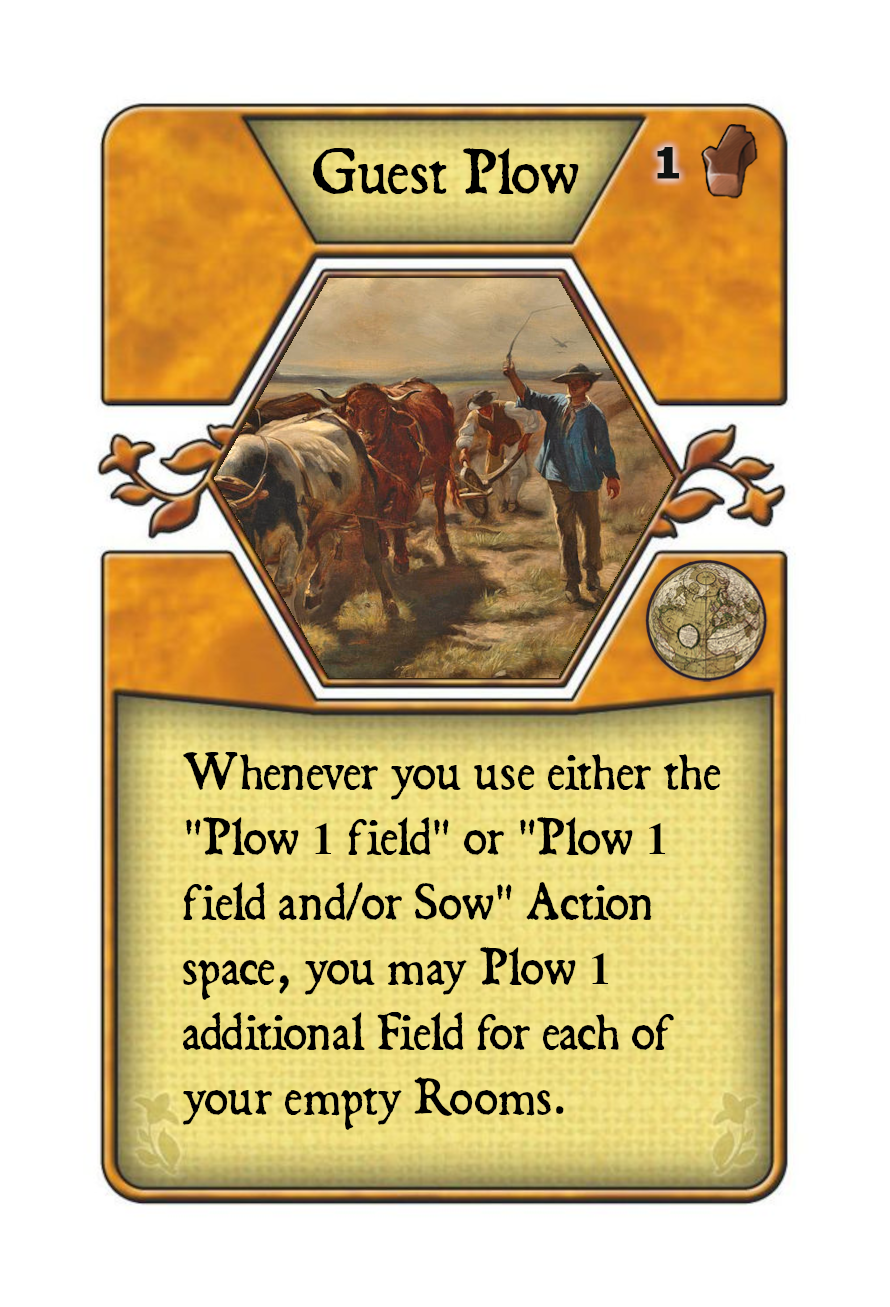 Guest Plow
1
Whenever you use either the
"Plow 1 field" or "Plow 1
field and/or Sow" Action
space, you may Plow 1
additional Field for each of
your empty Rooms.